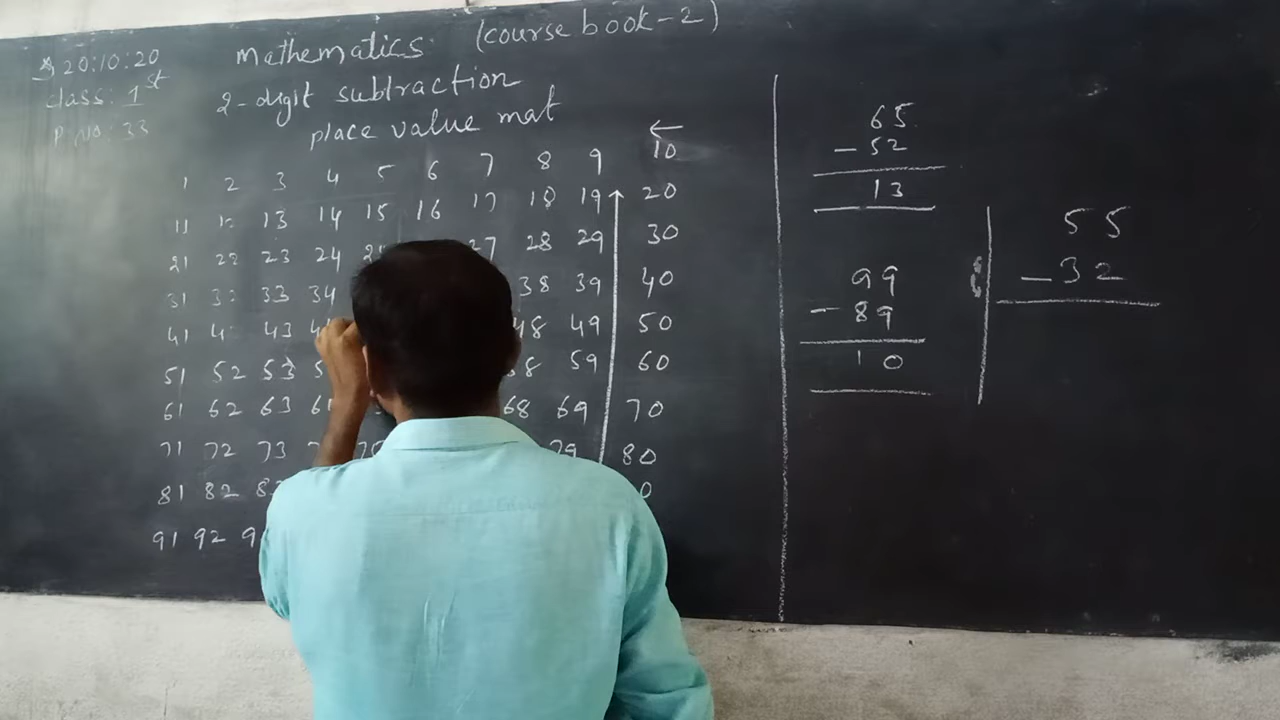 20:10:20
Mathematics (course book-2)
class: 1st
2-digit subtraction
P. No: 33
place value mat
1 2 3 4 5 6 7 8 9 10
11 13 14 15 16 17 18 19 20
21 22 23 24 27 28 29 30
31 32 33 34 38 39 40
41 43 48 49 50
51 52 53 59 60
61 62 63 68 69 70
71 72 73 79 80
81 82
91 92
65
- 52
13
99
- 89
10
55
- 32